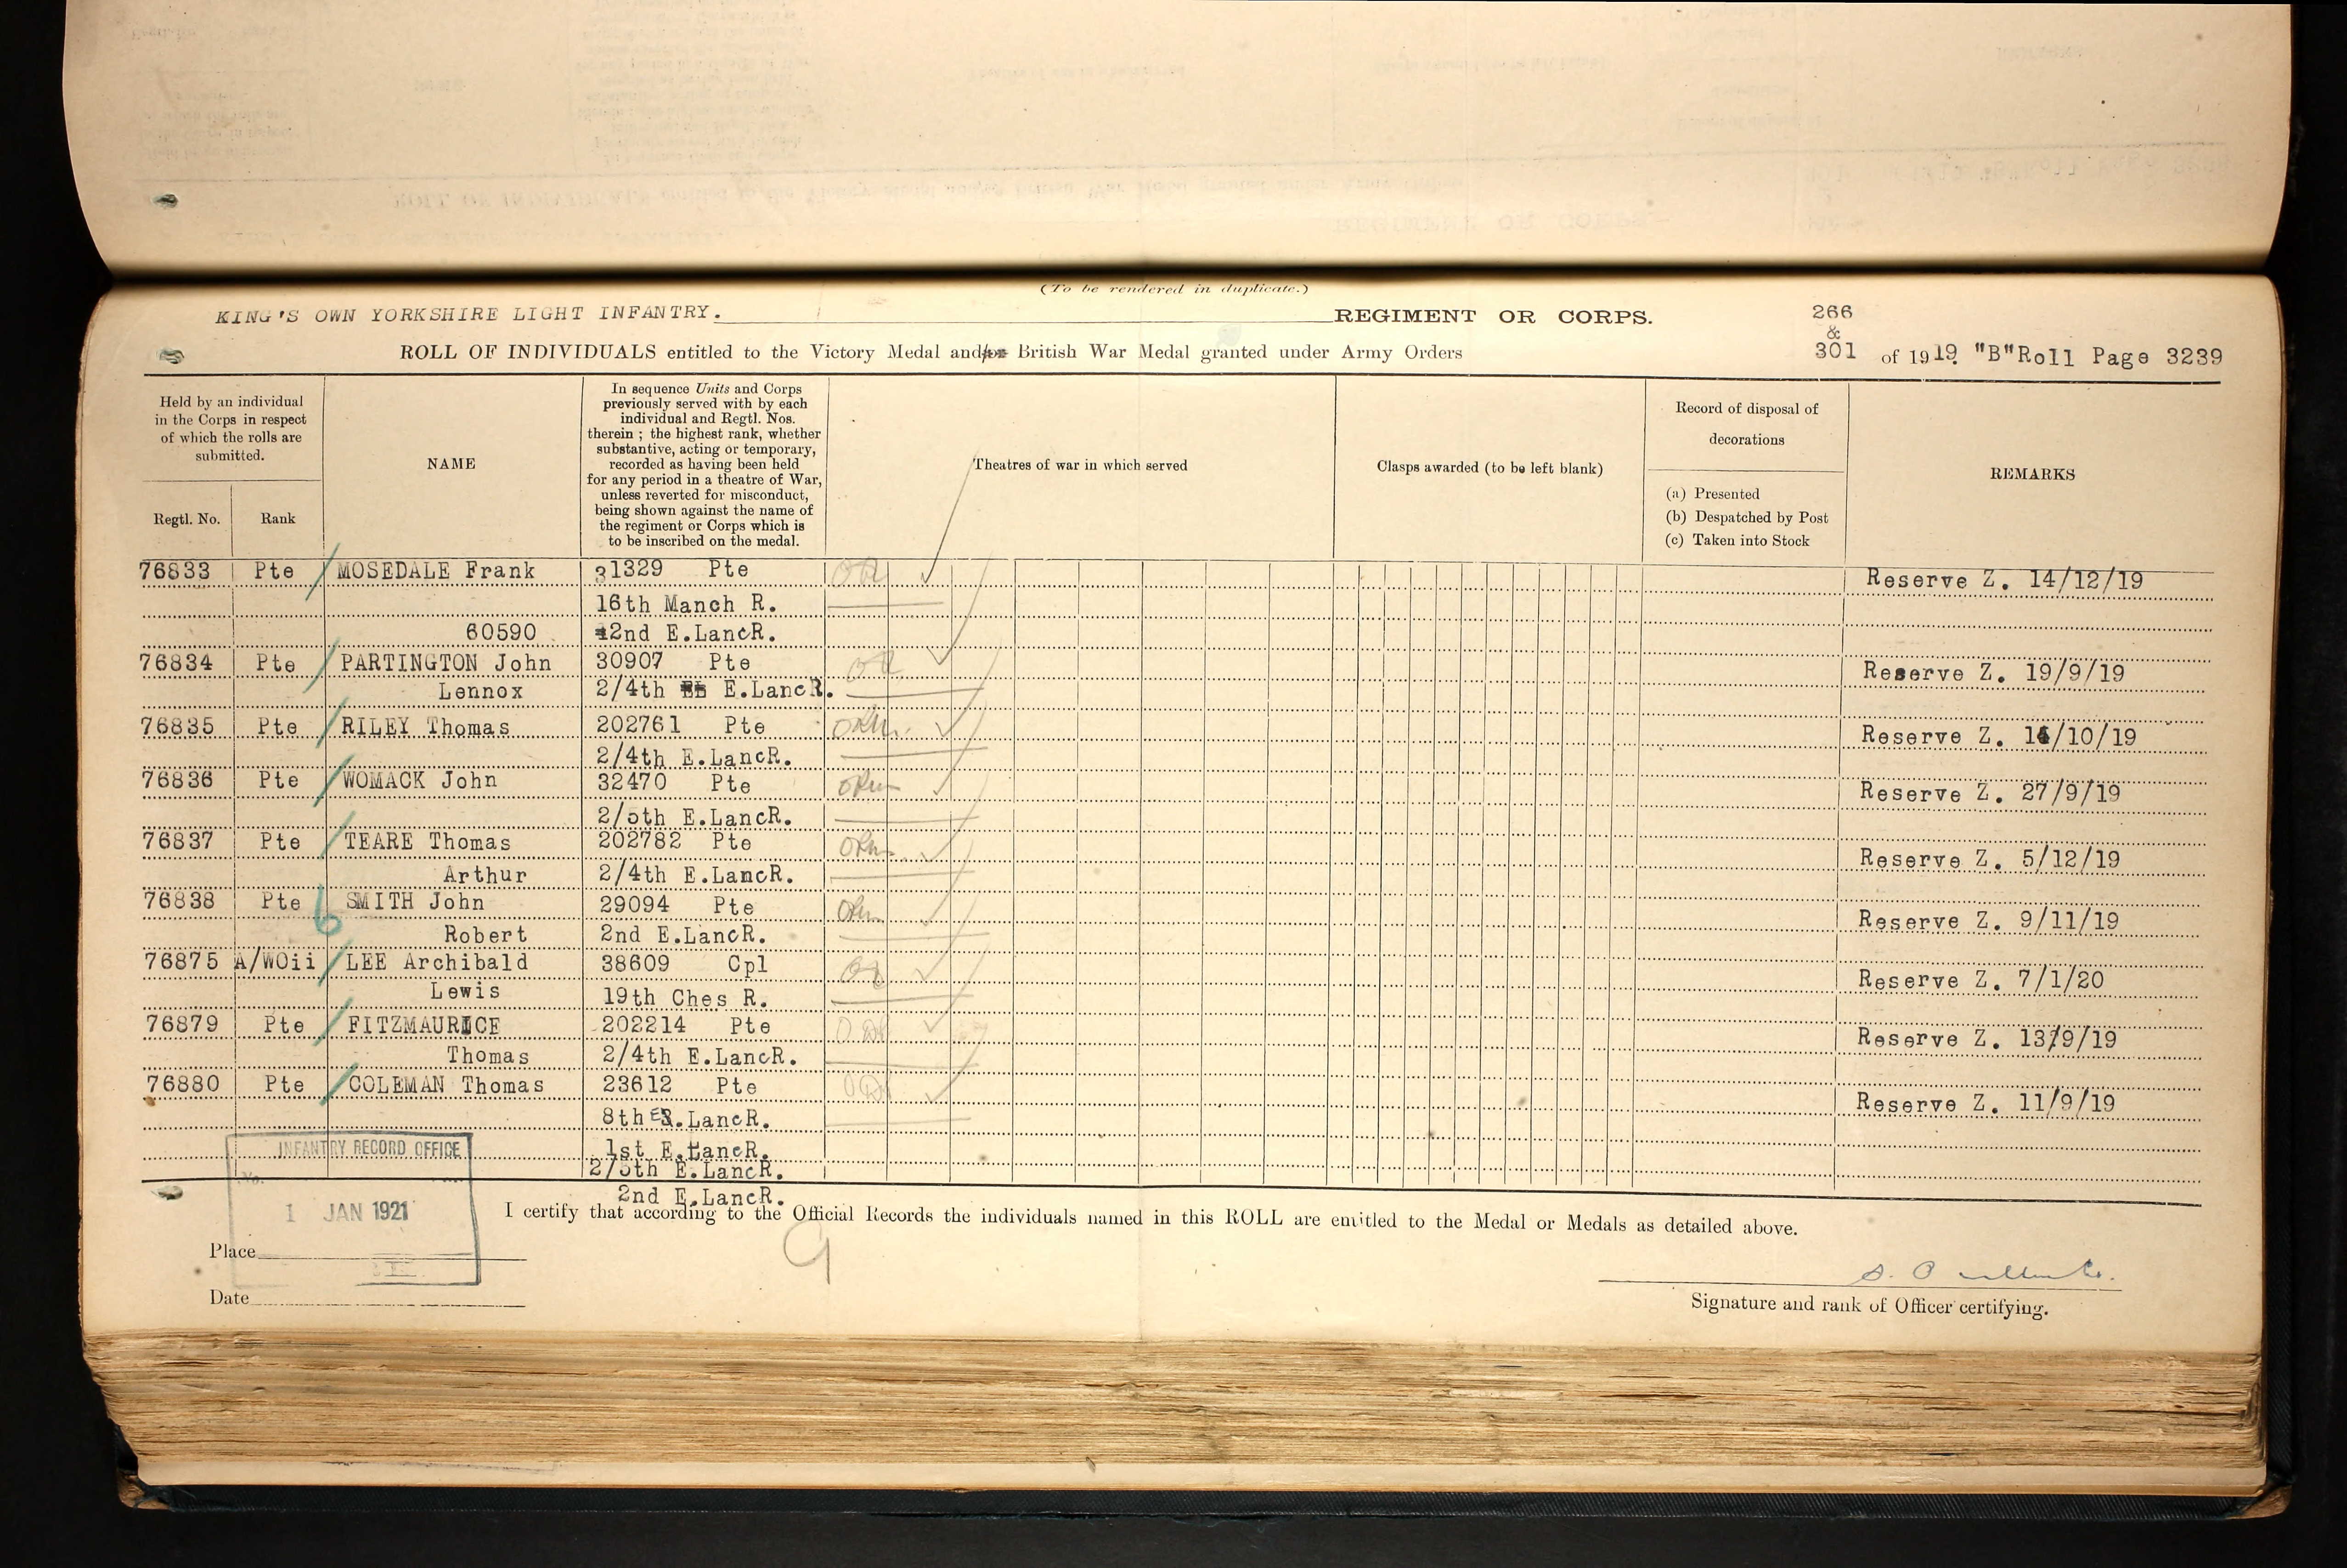 (To be rendered in duplicate.)
KING'S OWN YORKSHIRE LIGHT INFANTRY. REGIMENT OR CORPS. 266
&
ROLL OF INDIVIDUALS entitled to the Victory Medal and/or British War Medal granted under Army Orders 301 of 1919. "B"Roll Page 3239
Held by an individual
in the Corps in respect
of which the rolls are
submitted.
Regtl. No. Rank
NAME
In sequence Units and Corps
previously served with by each
individual and Regtl. Nos.
therein ; the highest rank, whether
substantive, acting or temporary,
recorded as having been held
for any period in a theatre of War,
unless reverted for misconduct,
being shown against the name of
the regiment or Corps which is
to be inscribed on the medal.
Theatres of war in which served
Clasps awarded (to be left blank)
Record of disposal of
decorations
(a) Presented
(b) Despatched by Post
(c) Taken into Stock
REMARKS
76833 Pte MOSEDALE Frank 31329 Pte Reserve Z. 14/12/19
16th Manch R.
60590 2nd E.LancR.
76834 Pte PARTINGTON John 30907 Pte Reserve Z. 19/9/19
Lennox 2/4th E.LancR.
76835 Pte RILEY Thomas 202761 Pte Reserve Z. 14/10/19
2/4th E.LancR.
76836 Pte WOMACK John 32470 Pte Reserve Z. 27/9/19
2/5th E.LancR.
76837 Pte TEARE Thomas 202782 Pte Reserve Z. 5/12/19
Arthur 2/4th E.LancR.
76838 Pte SMITH John 29094 Pte Reserve Z. 9/11/19
Robert 2nd E.LancR.
76875 A/WOii LEE Archibald 38609 Cpl Reserve Z. 7/1/20
Lewis 19th Ches R.
76879 Pte FITZMAURICE 202214 Pte Reserve Z. 13/9/19
Thomas 2/4th E.LancR.
76880 Pte COLEMAN Thomas 23612 Pte Reserve Z. 11/9/19
8th E.LancR.
1st E.LancR.
2/5th E.LancR.
2nd E.LancR.
INFANTRY RECORD OFFICE
No.
1 JAN 1921
I certify that according to the Official Records the individuals named in this ROLL are entitled to the Medal or Medals as detailed above.
Place
Date
Signature and rank of Officer certifying.